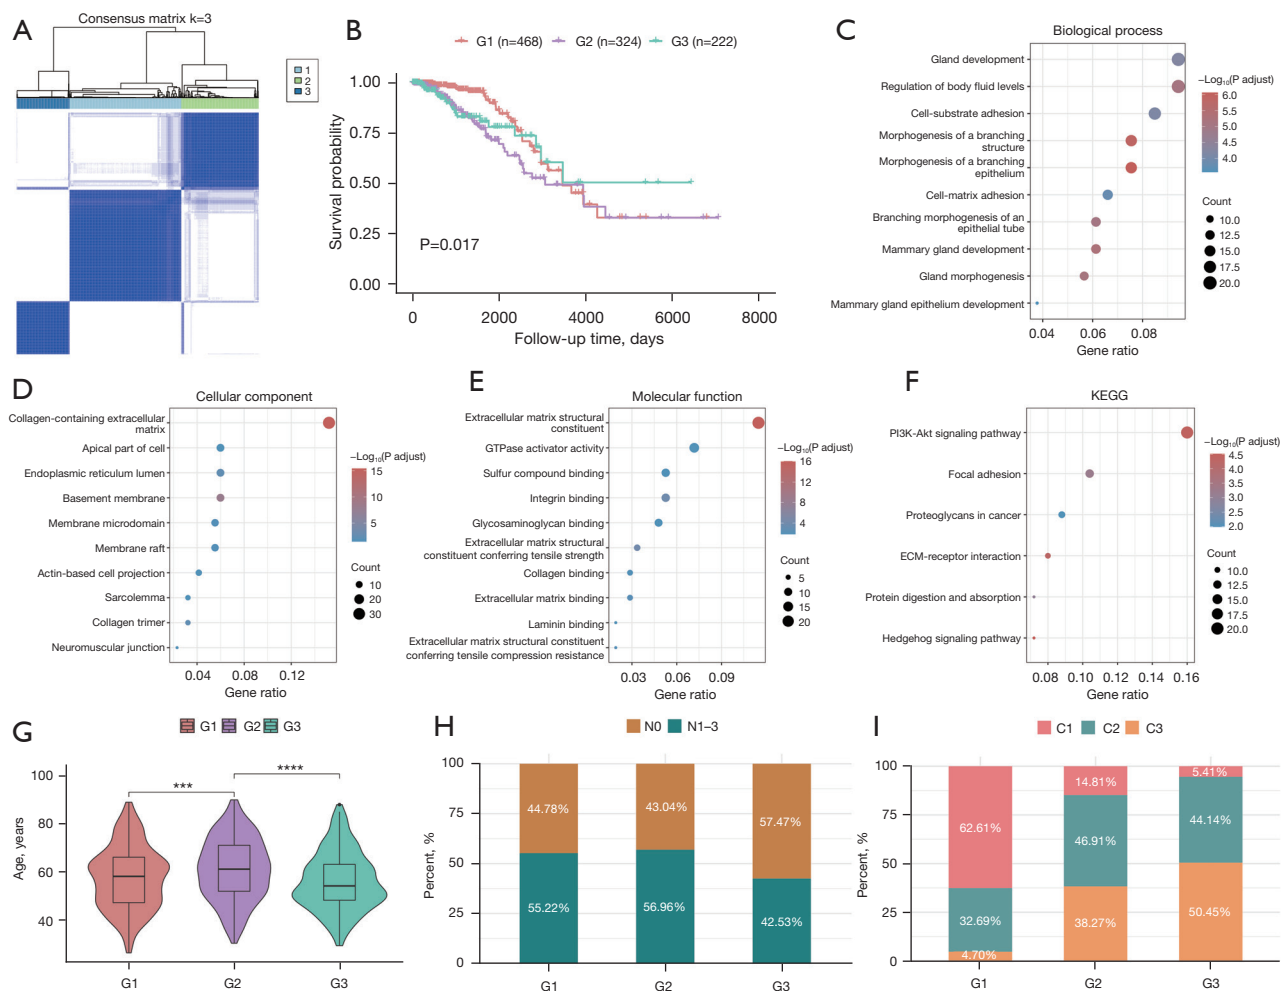 A
Consensus matrix k=3
1
2
3
B
G1 (n=468) G2 (n=324) G3 (n=222)
Survival probability
1.00
0.75
0.50
0.25
0.00
P=0.017
0 2000 4000 6000 8000
Follow-up time, days
C
Biological process
Gland development
Regulation of body fluid levels
Cell-substrate adhesion
Morphogenesis of a branching
structure
Morphogenesis of a branching
epithelium
Cell-matrix adhesion
Branching morphogenesis of an
epithelial tube
Mammary gland development
Gland morphogenesis
Mammary gland epithelium development
0.04 0.06 0.08
Gene ratio
−Log10(P adjust)
6.0
5.5
5.0
4.5
4.0
Count
10.0
12.5
15.0
17.5
20.0
D
Cellular component
Collagen-containing extracellular
matrix
Apical part of cell
Endoplasmic reticulum lumen
Basement membrane
Membrane microdomain
Membrane raft
Actin-based cell projection
Sarcolemma
Collagen trimer
Neuromuscular junction
0.04 0.08 0.12
Gene ratio
−Log10(P adjust)
15
10
5
Count
10
20
30
E
Molecular function
Extracellular matrix structural
constituent
GTPase activator activity
Sulfur compound binding
Integrin binding
Glycosaminoglycan binding
Extracellular matrix structural
constituent conferring tensile strength
Collagen binding
Extracellular matrix binding
Laminin binding
Extracellular matrix structural constituent
conferring tensile compression resistance
0.03 0.06 0.09
Gene ratio
−Log10(P adjust)
16
12
8
4
Count
5
10
15
20
F
KEGG
PI3K-Akt signaling pathway
Focal adhesion
Proteoglycans in cancer
ECM-receptor interaction
Protein digestion and absorption
Hedgehog signaling pathway
0.08 0.10 0.12 0.14 0.16
Gene ratio
−Log10(P adjust)
4.5
4.0
3.5
3.0
2.5
2.0
Count
10.0
12.5
15.0
17.5
20.0
G
G1 G2 G3
Age, years
100
80
60
40
***
****
G1 G2 G3
H
N0 N1–3
Percent, %
100
75
50
25
0
44.78% 43.04% 57.47%
55.22% 56.96% 42.53%
G1 G2 G3
I
C1 C2 C3
Percent, %
100
75
50
25
0
62.61% 14.81% 5.41%
32.69% 46.91% 44.14%
4.70% 38.27% 50.45%
G1 G2 G3